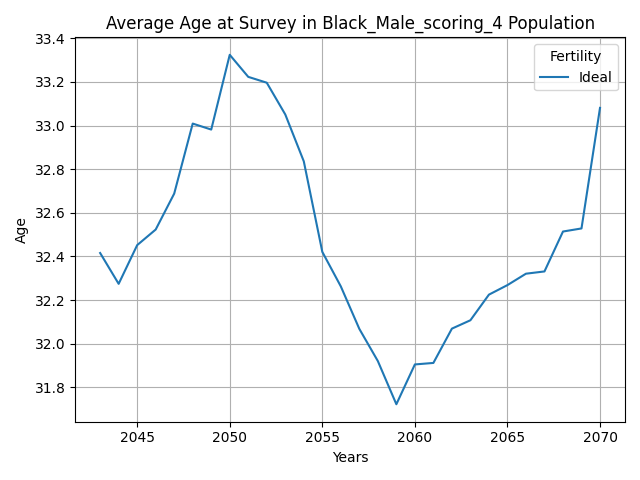 Average Age at Survey in Black_Male_scoring_4 Population
Fertility
Ideal
33.4
33.2
33.0
32.8
32.6
32.4
32.2
32.0
31.8
Age
2045 2050 2055 2060 2065 2070
Years